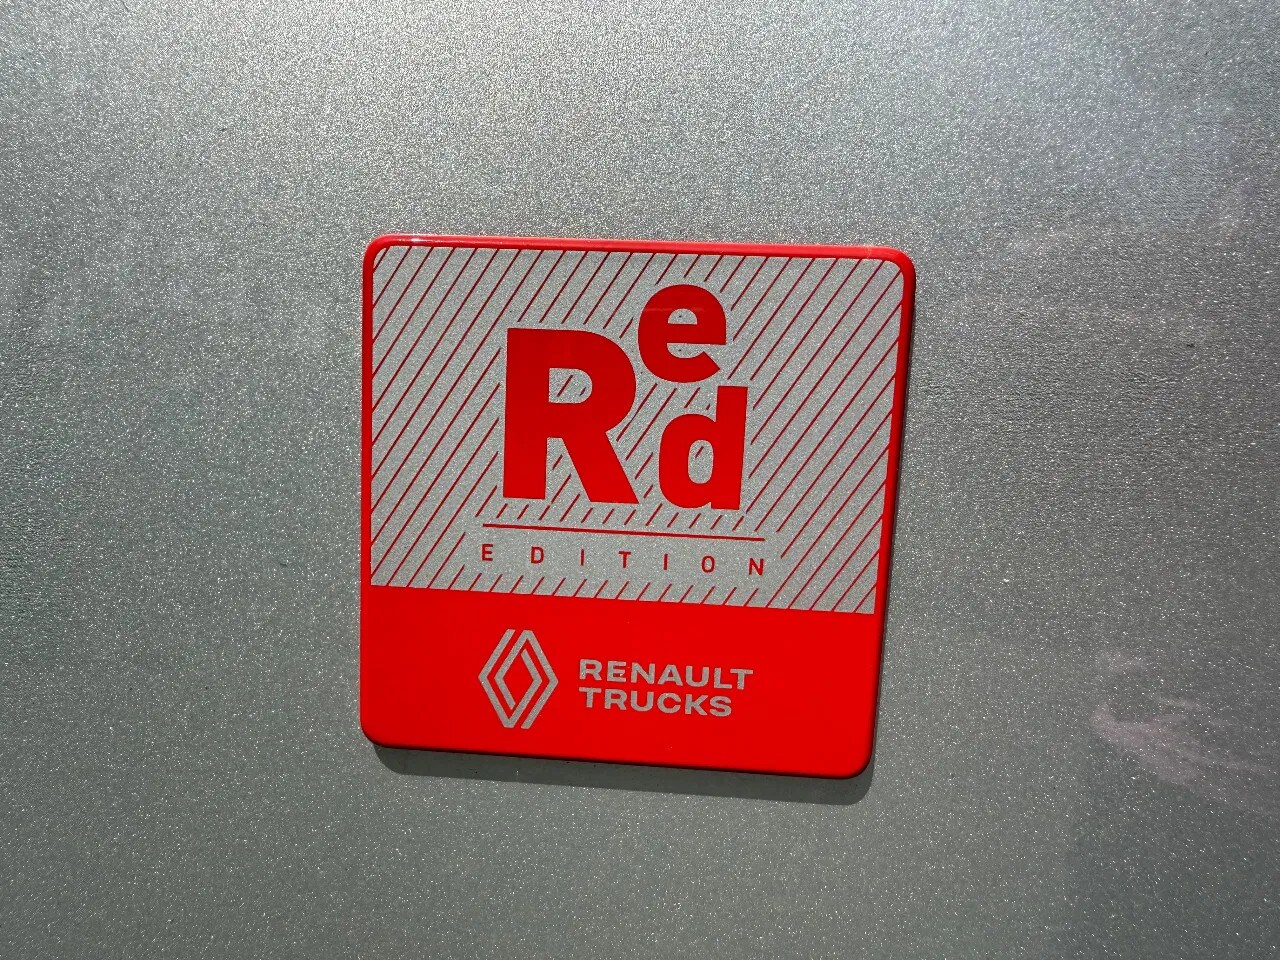 Red
EDITION
RENAULT
TRUCKS